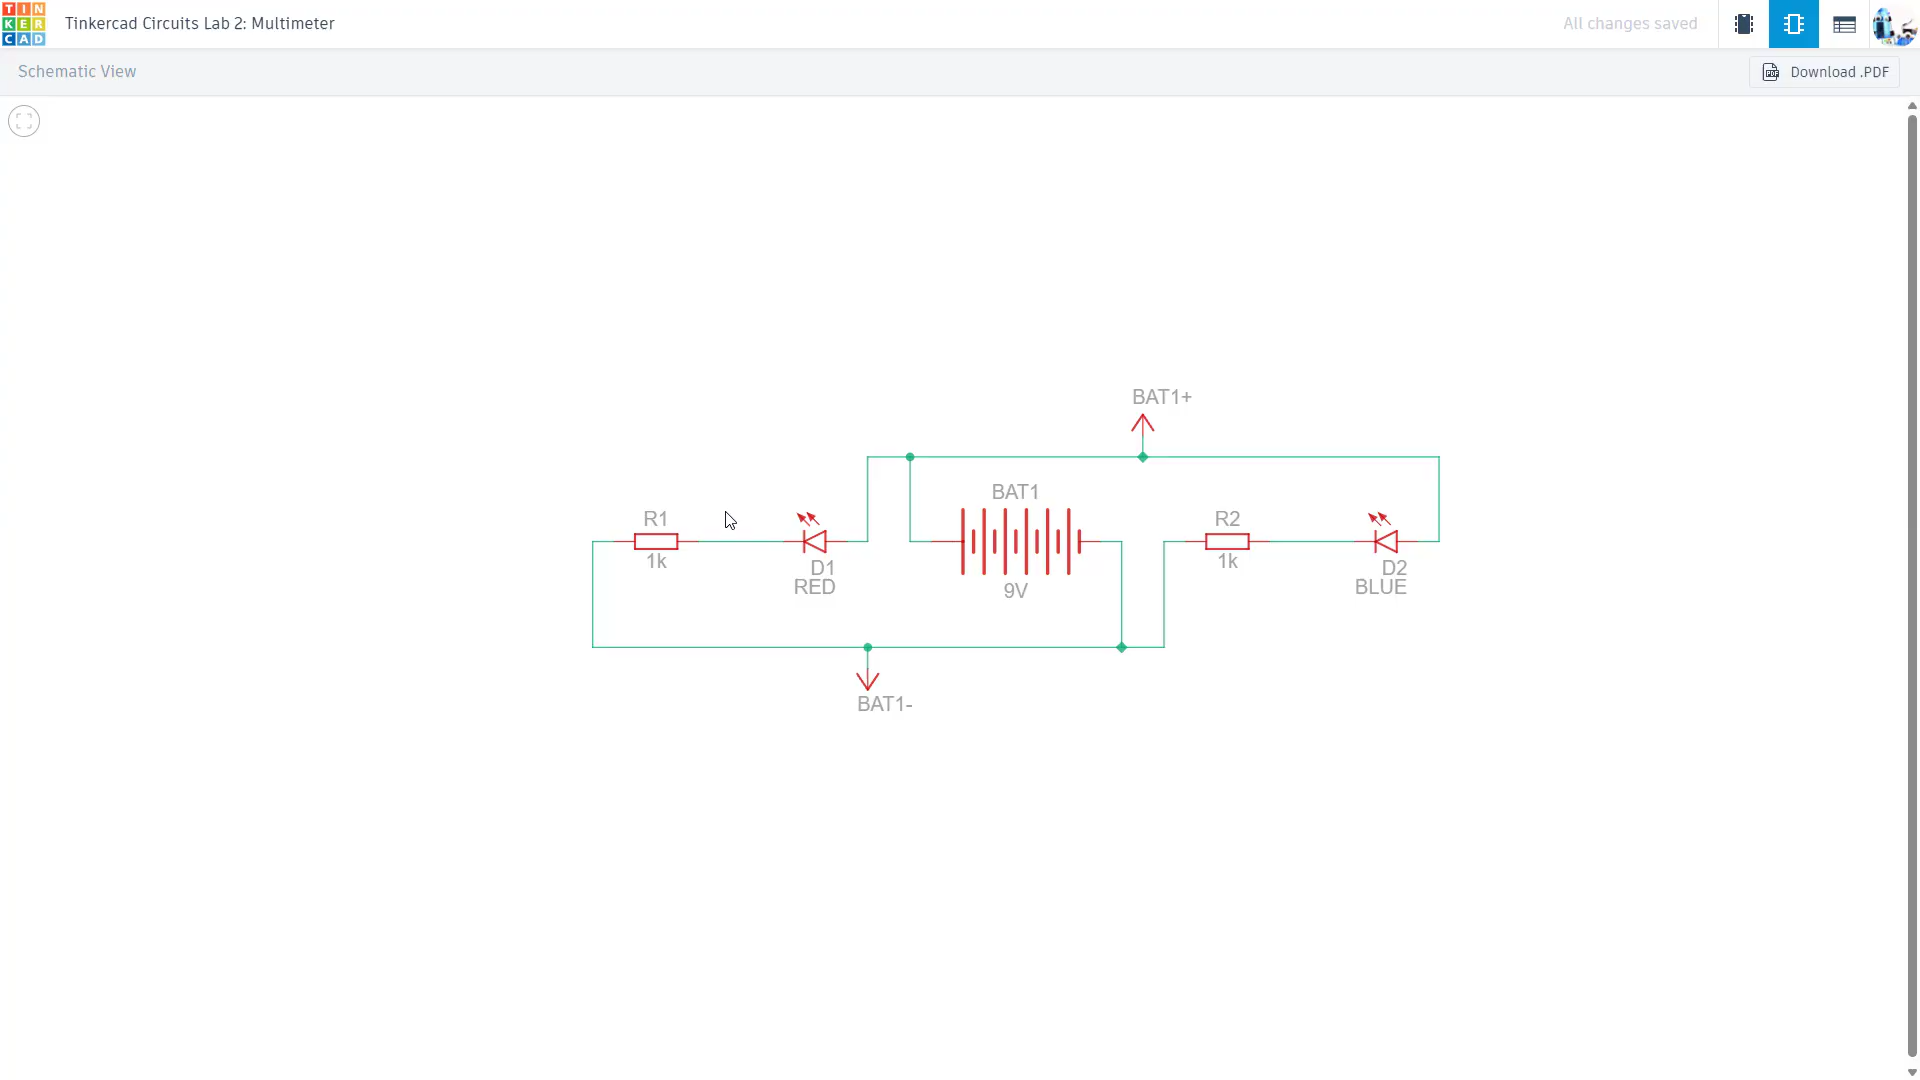 TIN
KER
CAD
Tinkercad Circuits Lab 2: Multimeter
All changes saved
Schematic View
PDF
Download .PDF
BAT1+
BAT1
R1
R2
1k
D1
RED
9V
1k
D2
BLUE
BAT1-